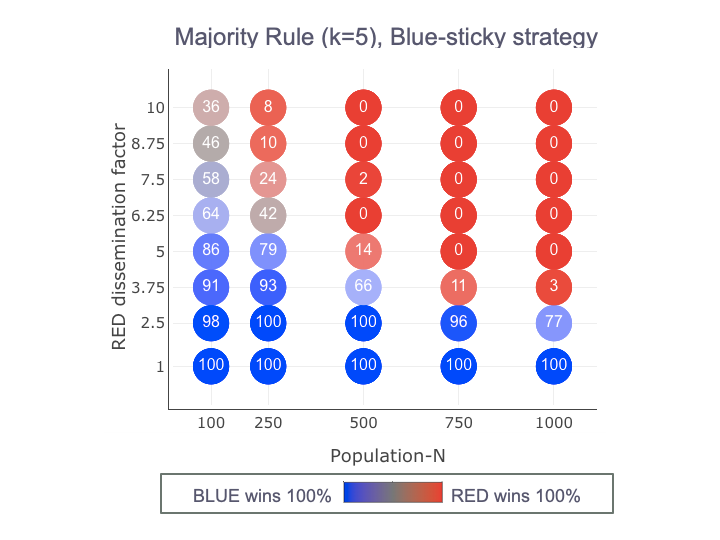 Majority Rule (k=5), Blue-sticky strategy
RED dissemination factor
10 36 8 0 0 0
8.75 46 10 0 0 0
7.5 58 24 2 0 0
6.25 64 42 0 0 0
5 86 79 14 0 0
3.75 91 93 66 11 3
2.5 98 100 100 96 77
1 100 100 100 100 100
100 250 500 750 1000
Population-N
BLUE wins 100% RED wins 100%